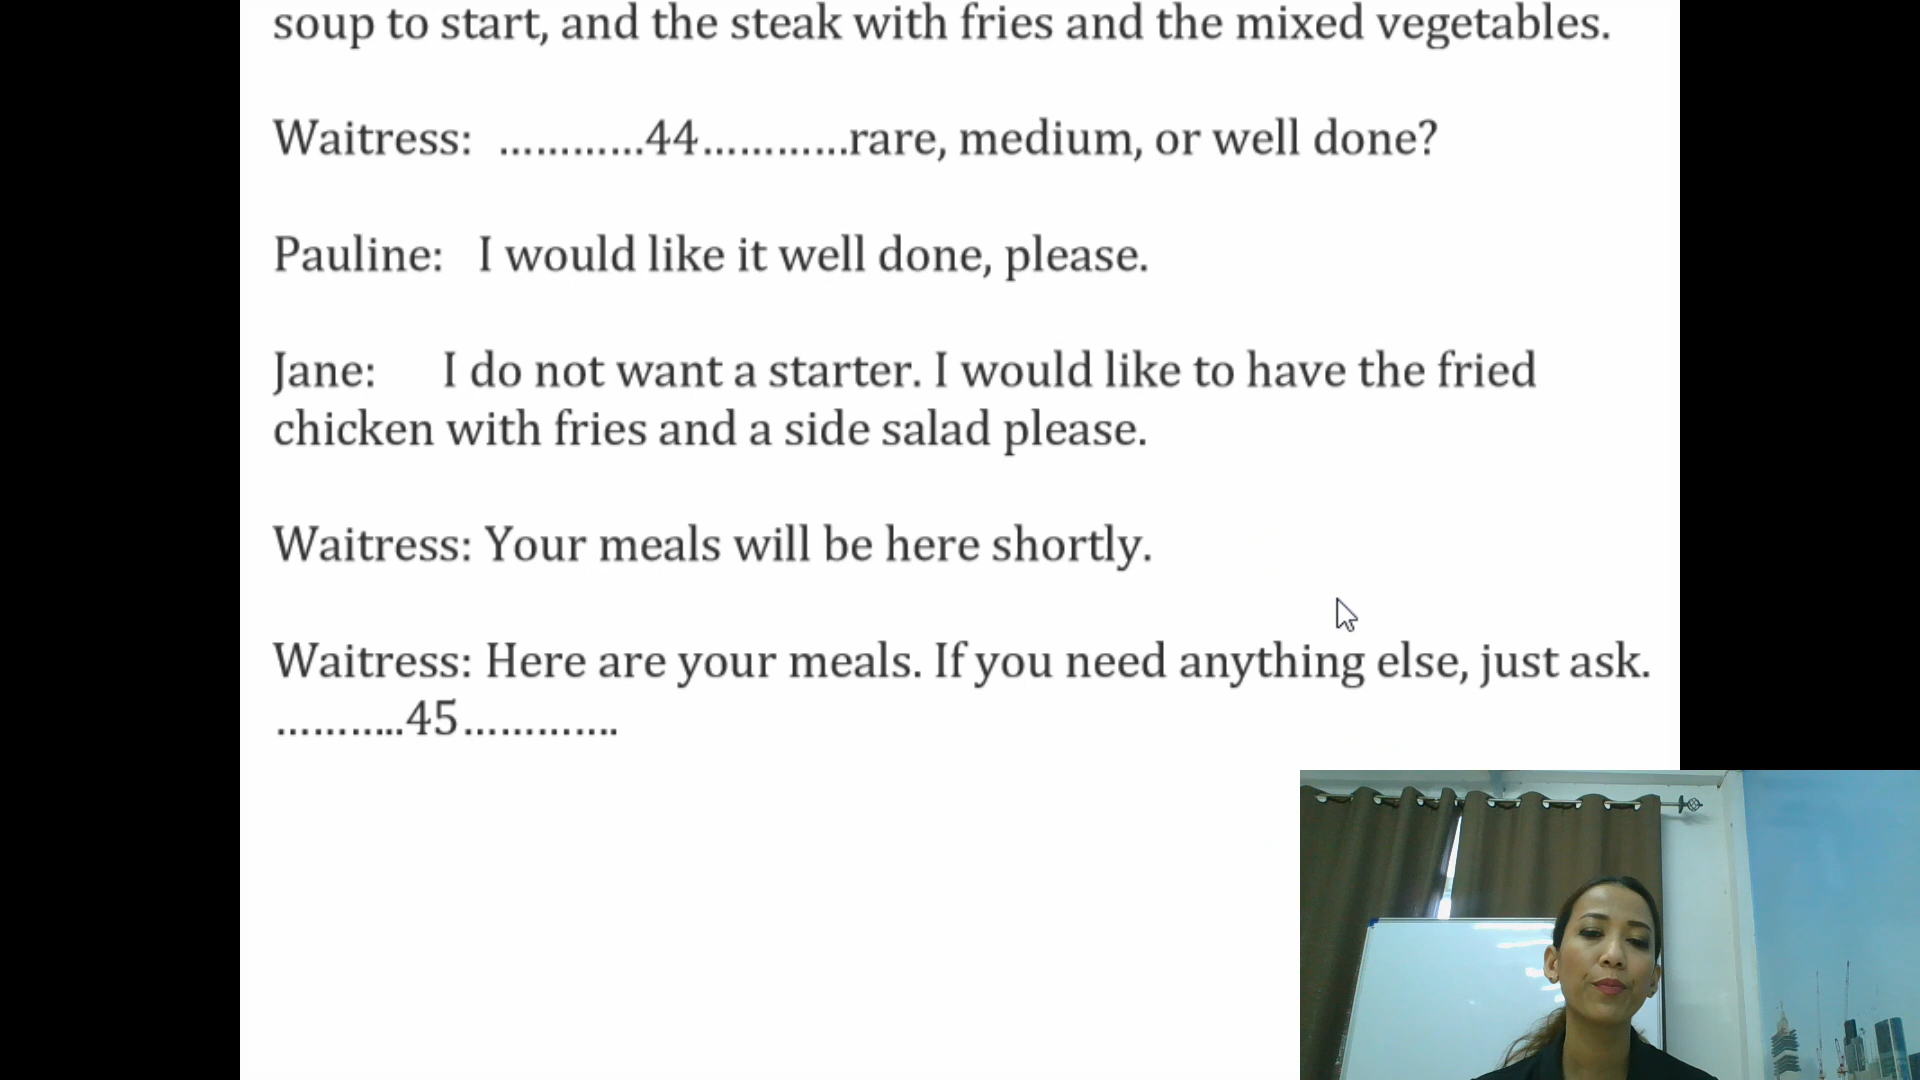 soup to start, and the steak with fries and the mixed vegetables.
Waitress: …………44…………rare, medium, or well done?
Pauline: I would like it well done, please.
Jane: I do not want a starter. I would like to have the fried
chicken with fries and a side salad please.
Waitress: Your meals will be here shortly.
Waitress: Here are your meals. If you need anything else, just ask.
………..45………….